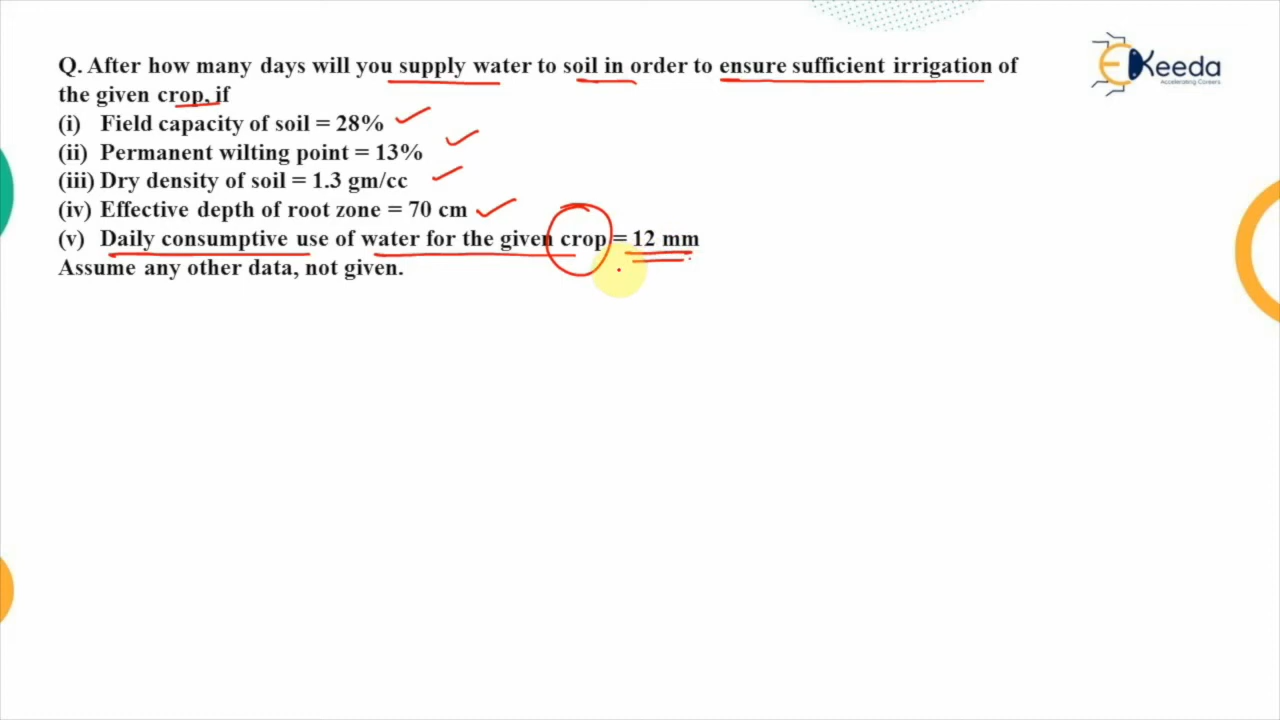 Q. After how many days will you supply water to soil in order to ensure sufficient irrigation of
the given crop, if
(i) Field capacity of soil = 28%
(ii) Permanent wilting point = 13%
(iii) Dry density of soil = 1.3 gm/cc
(iv) Effective depth of root zone = 70 cm
(v) Daily consumptive use of water for the given crop = 12 mm
Assume any other data, not given.
EKeeda
Accelerating Careers